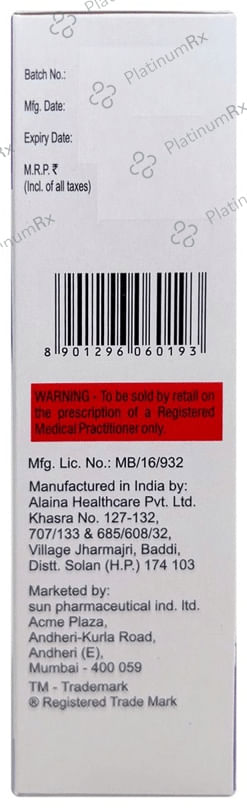 PlatinumRx
Batch No.:
Mfg. Date:
PlatinumRx
Expiry Date:
M.R.P. ₹
(Incl. of all taxes)
PlatinumRx
8 901296 060193
WARNING - To be sold by retail on
the prescription of a Registered
Medical Practitioner only.
Mfg. Lic. No.: MB/16/932
Manufactured in India by:
Alaina Healthcare Pvt. Ltd.
Khasra No. 127-132,
707/133 & 685/608/32,
Village Jharmajri, Baddi,
Distt. Solan (H.P.) 174 103
Marketed by:
sun pharmaceutical ind. ltd.
Acme Plaza,
Andheri-Kurla Road,
Andheri (E),
Mumbai - 400 059
TM - Trademark
® Registered Trade Mark